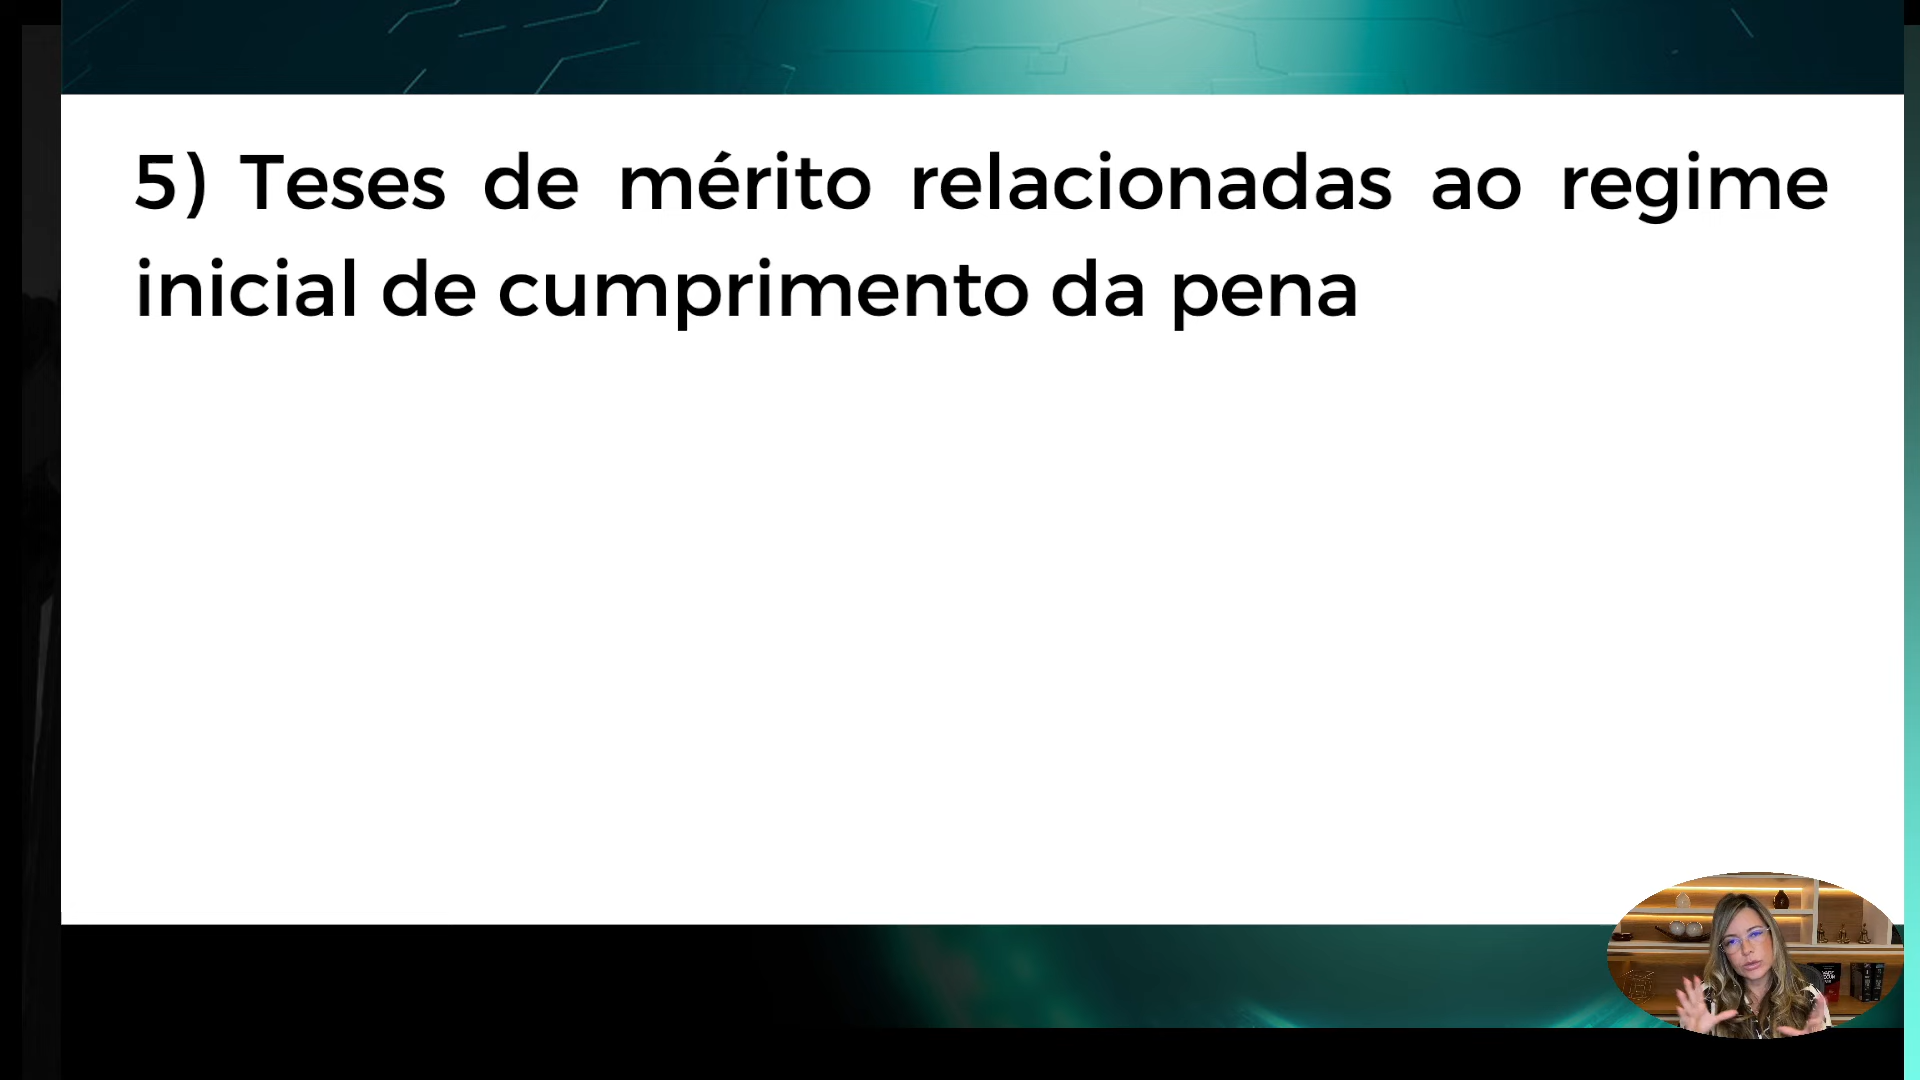 5) Teses de mérito relacionadas ao regime
inicial de cumprimento da pena